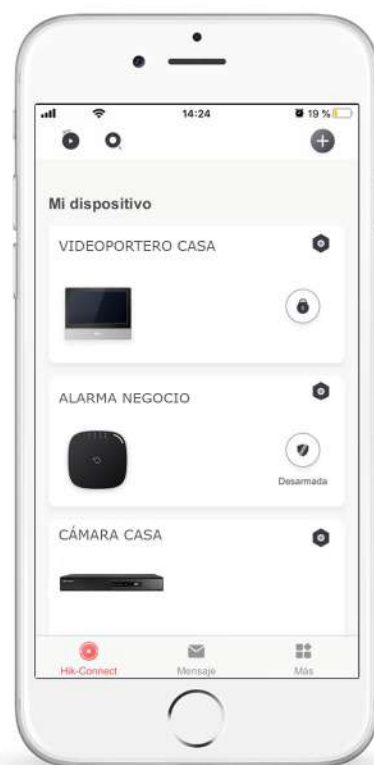 14:24
19 %
Mi dispositivo
VIDEOPORTERO CASA
ALARMA NEGOCIO
Desarmada
CÁMARA CASA
Hik-Connect
Mensaje
Más